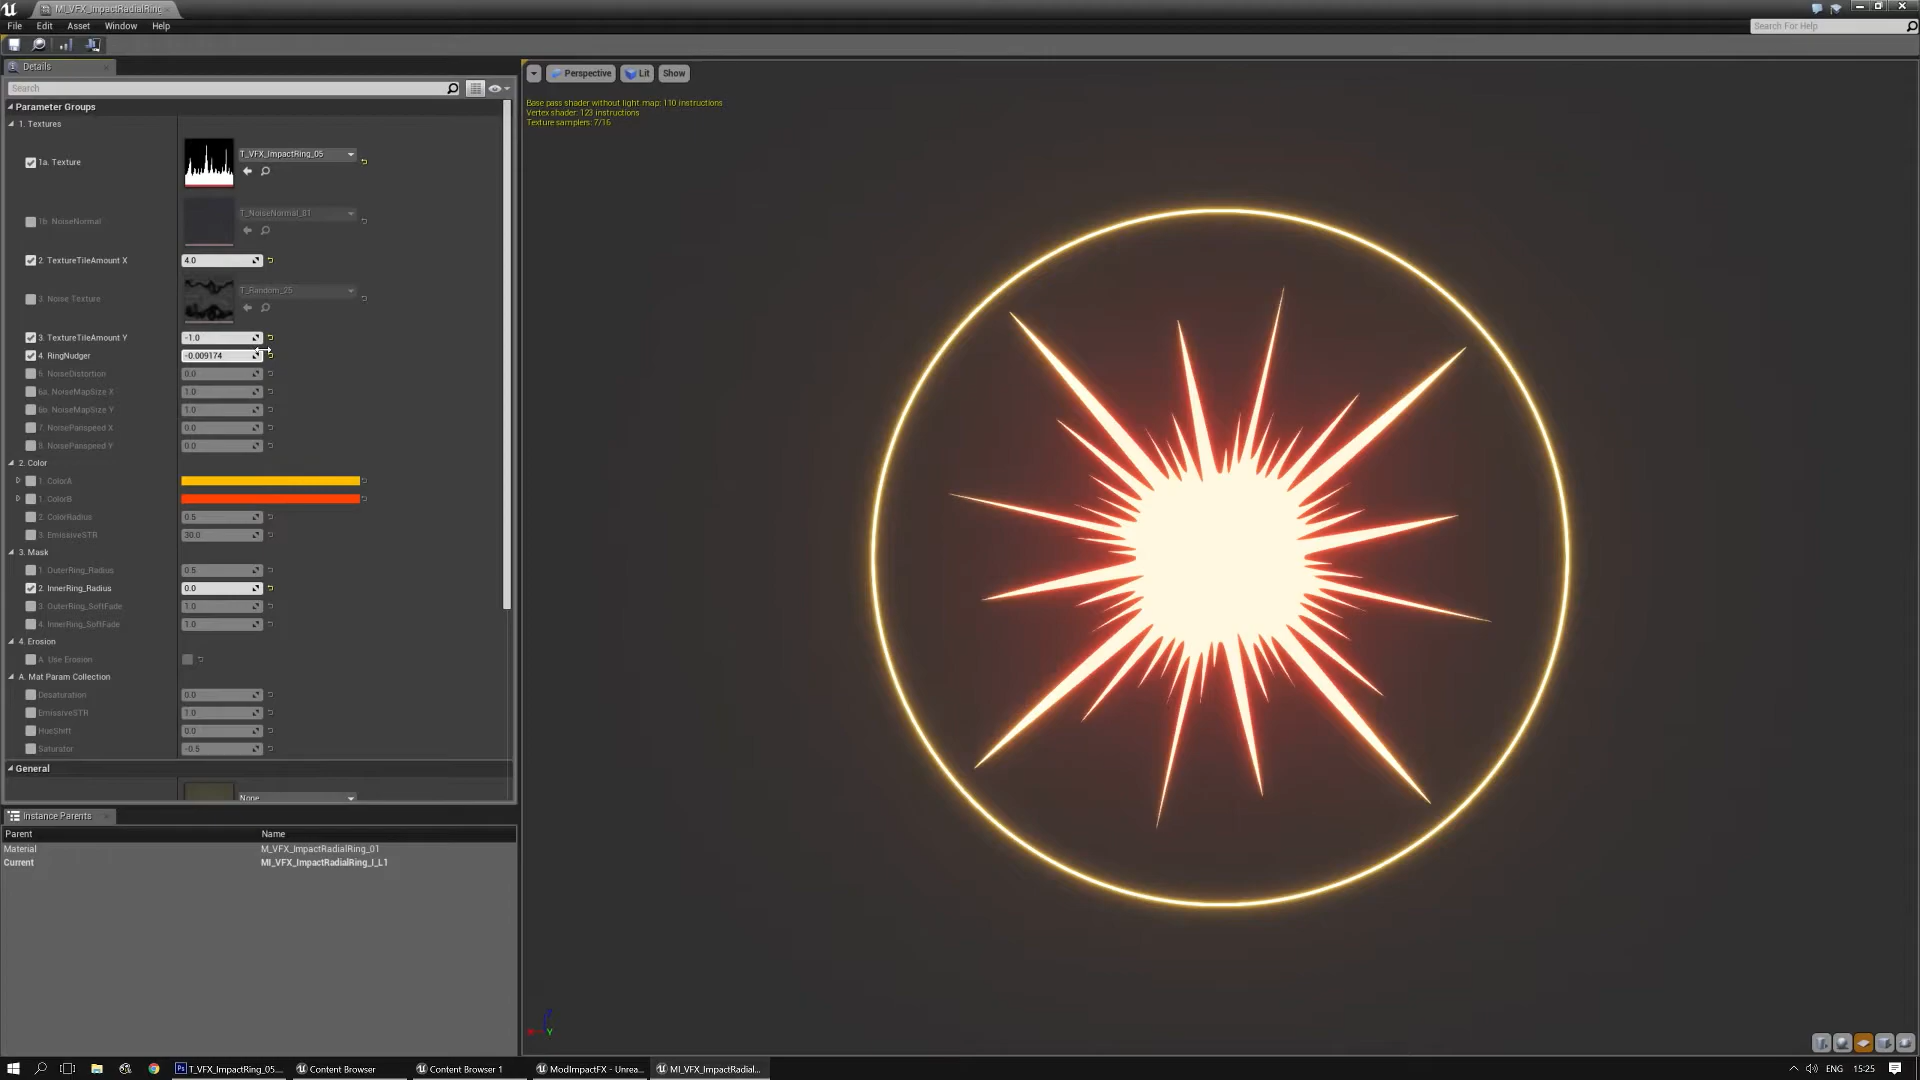 MI_VFX_ImpactRadialRing
File Edit Asset Window Help
Search For Help
Details
Search
Parameter Groups
1. Textures
1a. Texture
T_VFX_ImpactRing_05
1b. NoiseNormal
T_NoiseNormal_81
2. TextureTileAmount X
4.0
3. Noise Texture
T_Random_25
3. TextureTileAmount Y
-1.0
4. RingNudger
-0.009174
5. NoiseDistortion
0.0
6a. NoiseMapSize X
1.0
6b. NoiseMapSize Y
1.0
7. NoisePanspeed X
0.0
8. NoisePanspeed Y
0.0
2. Color
1. ColorA
1. ColorB
2. ColorRadius
0.5
3. EmissiveSTR
30.0
3. Mask
1. OuterRing_Radius
0.5
2. InnerRing_Radius
0.0
3. OuterRing_SoftFade
1.0
4. InnerRing_SoftFade
1.0
4. Erosion
A. Use Erosion
A. Mat Param Collection
Desaturation
0.0
EmissiveSTR
1.0
HueShift
0.0
Saturator
-0.5
General
None
Instance Parents
Parent Name
Material M_VFX_ImpactRadialRing_01
Current MI_VFX_ImpactRadialRing_I_L1
Perspective Lit Show
Base pass shader without light map: 110 instructions
Vertex shader: 123 instructions
Texture samplers: 7/16
Y
T_VFX_ImpactRing_05....
Content Browser
Content Browser 1
ModImpactFX - Unrea...
MI_VFX_ImpactRadial...
ENG 15:25